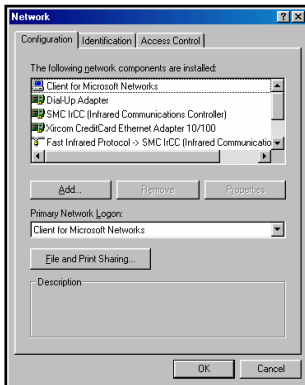 Network
Configuration Identification Access Control
The following network components are installed:
Client for Microsoft Networks
Dial-Up Adapter
SMC IrCC (Infrared Communications Controller)
Xircom CreditCard Ethernet Adapter 10/100
Fast Infrared Protocol -> SMC IrCC (Infrared Communicatio
Add... Remove Properties
Primary Network Logon:
Client for Microsoft Networks
File and Print Sharing...
Description
OK Cancel